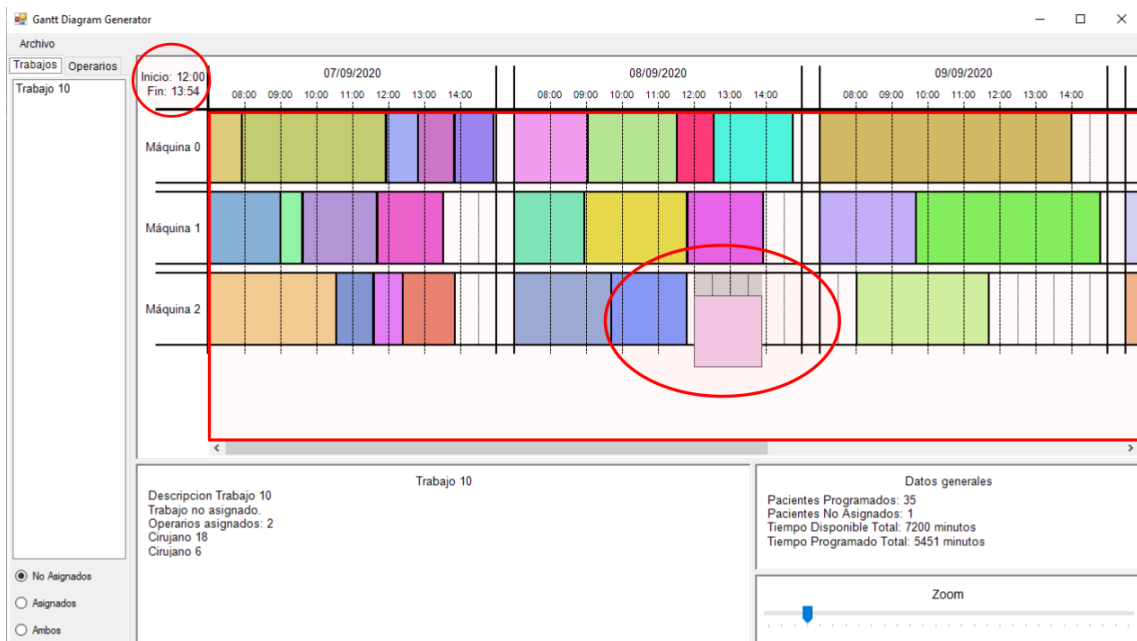 Gantt Diagram Generator
Archivo
Trabajos Operarios
Trabajo 10
Inicio: 12:00
Fin: 13:54
07/09/2020 08/09/2020 09/09/2020
08:00 09:00 10:00 11:00 12:00 13:00 14:00 08:00 09:00 10:00 11:00 12:00 13:00 14:00 08:00 09:00 10:00 11:00 12:00 13:00 14:00
Máquina 0
Máquina 1
Máquina 2
Trabajo 10
Descripcion Trabajo 10
Trabajo no asignado.
Operarios asignados: 2
Cirujano 18
Cirujano 6
Datos generales
Pacientes Programados: 35
Pacientes No Asignados: 1
Tiempo Disponible Total: 7200 minutos
Tiempo Programado Total: 5451 minutos
No Asignados
Asignados
Ambos
Zoom